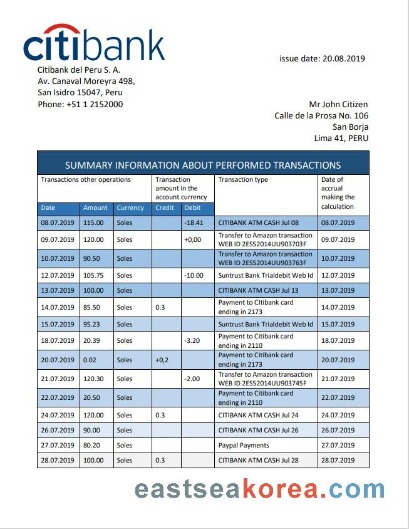 citibank
issue date: 20.08.2019
Citibank del Peru S. A.
Av. Canaval Moreyra 498,
San Isidro 15047, Peru
Phone: +51 1 2152000
Mr John Citizen
Calle de la Prosa No. 106
San Borja
Lima 41, PERU
SUMMARY INFORMATION ABOUT PERFORMED TRANSACTIONS
Transactions other operations Transaction amount in the account currency Transaction type Date of accrual making the calculation
Date Amount Currency Credit Debit
08.07.2019 115.00 Soles -18.41 CITIBANK ATM CASH Jul 08 08.07.2019
09.07.2019 120.00 Soles +0,00 Transfer to Amazon transaction WEB ID 2ES52014UU903703F 09.07.2019
10.07.2019 90.50 Soles Transfer to Amazon transaction WEB ID 2ES52014UU903763F 10.07.2019
12.07.2019 105.75 Soles -10.00 Suntrust Bank Trialdebit Web Id 12.07.2019
13.07.2019 100.00 Soles CITIBANK ATM CASH Jul 13 13.07.2019
14.07.2019 85.50 Soles 0.3 Payment to Citibank card ending in 2173 14.07.2019
15.07.2019 95.23 Soles Suntrust Bank Trialdebit Web Id 15.07.2019
18.07.2019 20.39 Soles -3.20 Payment to Citibank card ending in 2110 18.07.2019
20.07.2019 0.02 Soles +0,2 Payment to Citibank card ending in 2173 20.07.2019
21.07.2019 120.30 Soles -2.00 Transfer to Amazon transaction WEB ID 2ES52014UU903745F 21.07.2019
22.07.2019 20.50 Soles Payment to Citibank card ending in 2110 22.07.2019
24.07.2019 120.00 Soles 0.3 CITIBANK ATM CASH Jul 24 24.07.2019
26.07.2019 90.00 Soles CITIBANK ATM CASH Jul 26 26.07.2019
27.07.2019 80.20 Soles Paypal Payments 27.07.2019
28.07.2019 100.00 Soles 0.3 CITIBANK ATM CASH Jul 28 28.07.2019
eastseakorea.com